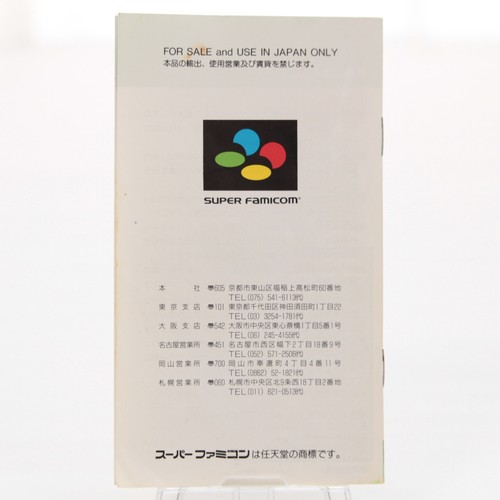 FOR SALE and USE IN JAPAN ONLY
本品の輸出、使用営業及び賃貸を禁じます。
SUPER FAMICOM
本社 〒605 京都市東山区福稲上高松町60番地
TEL(075) 541-6113(代)
東京支店 〒101 東京都千代田区神田須田町1丁目22
TEL(03) 3254-1781(代)
大阪支店 〒542 大阪市中央区東心斎橋1丁目5番1号
TEL(06) 245-4155(代)
名古屋営業所 〒451 名古屋市西区幅下2丁目18番9号
TEL(052) 571-2508(代)
岡山営業所 〒700 岡山市奉還町4丁目4番11号
TEL(0862) 52-1821(代)
札幌営業所 〒060 札幌市中央区北9条西18丁目2番地
TEL(011) 621-0513(代)
スーパーファミコンは任天堂の商標です。